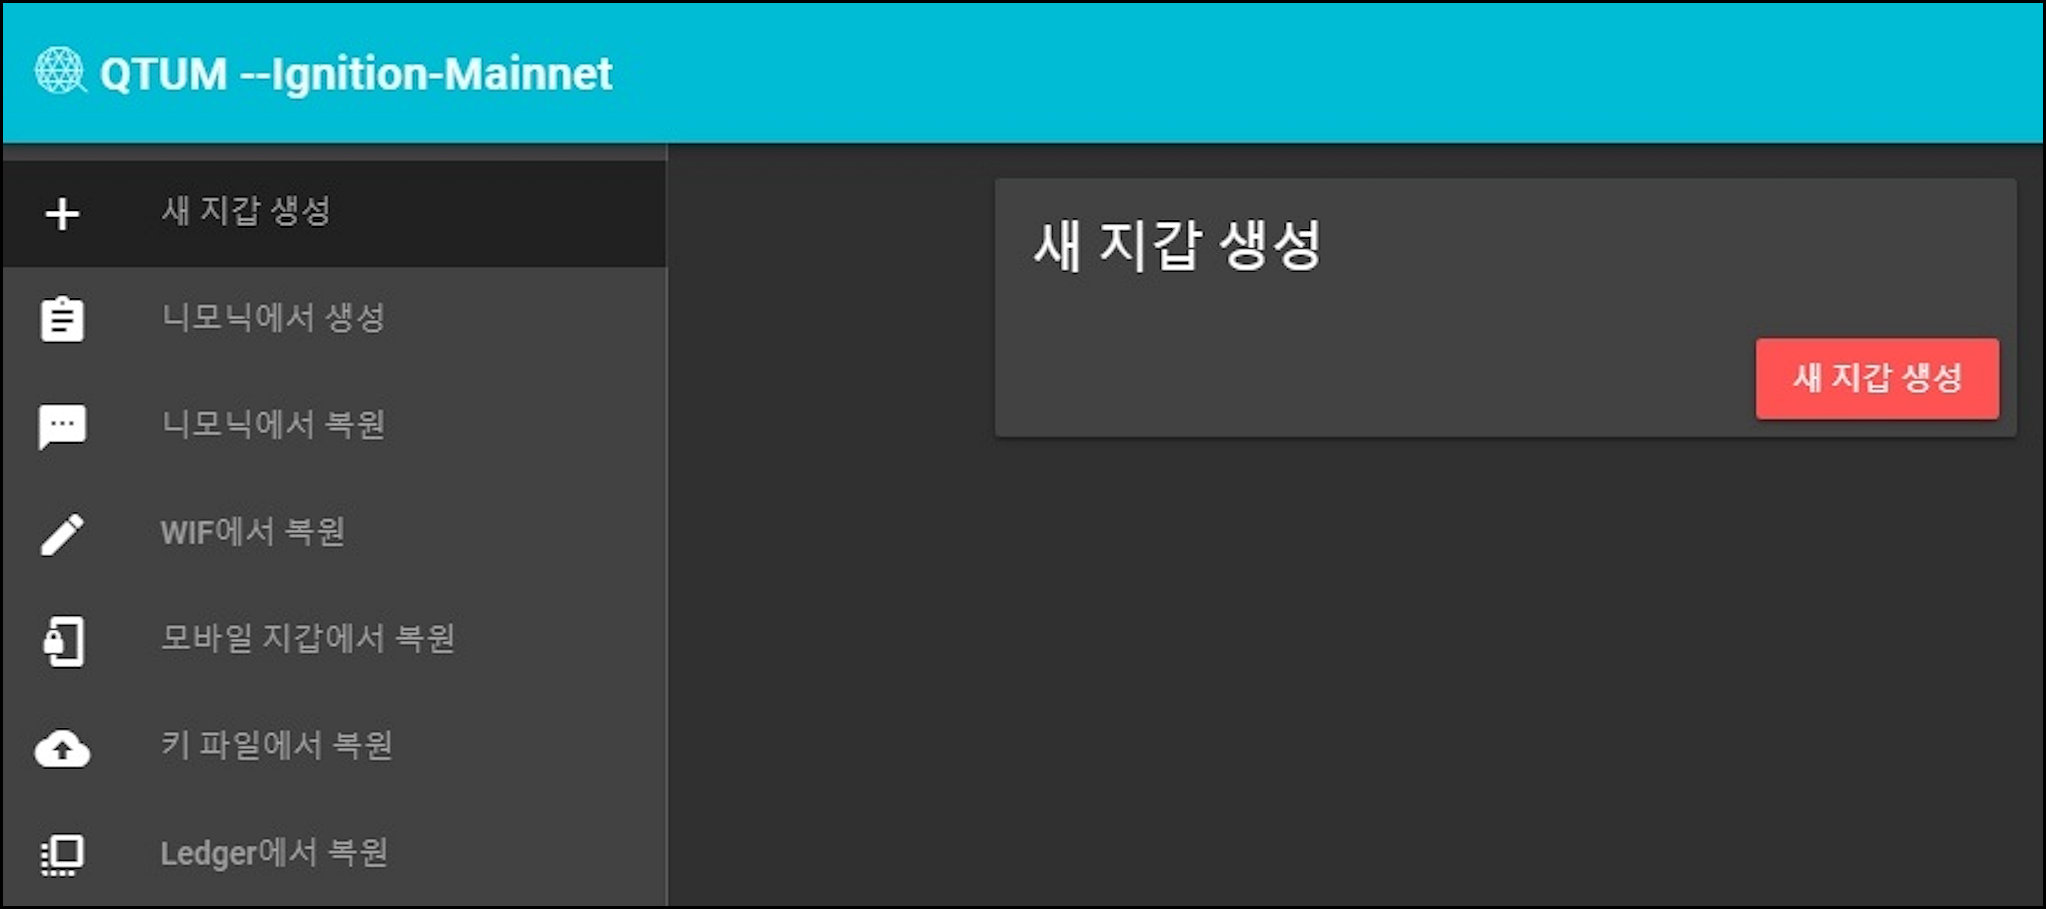 QTUM --Ignition-Mainnet
새 지갑 생성
니모닉에서 생성
니모닉에서 복원
WIF에서 복원
모바일 지갑에서 복원
키 파일에서 복원
Ledger에서 복원
새 지갑 생성
새 지갑 생성